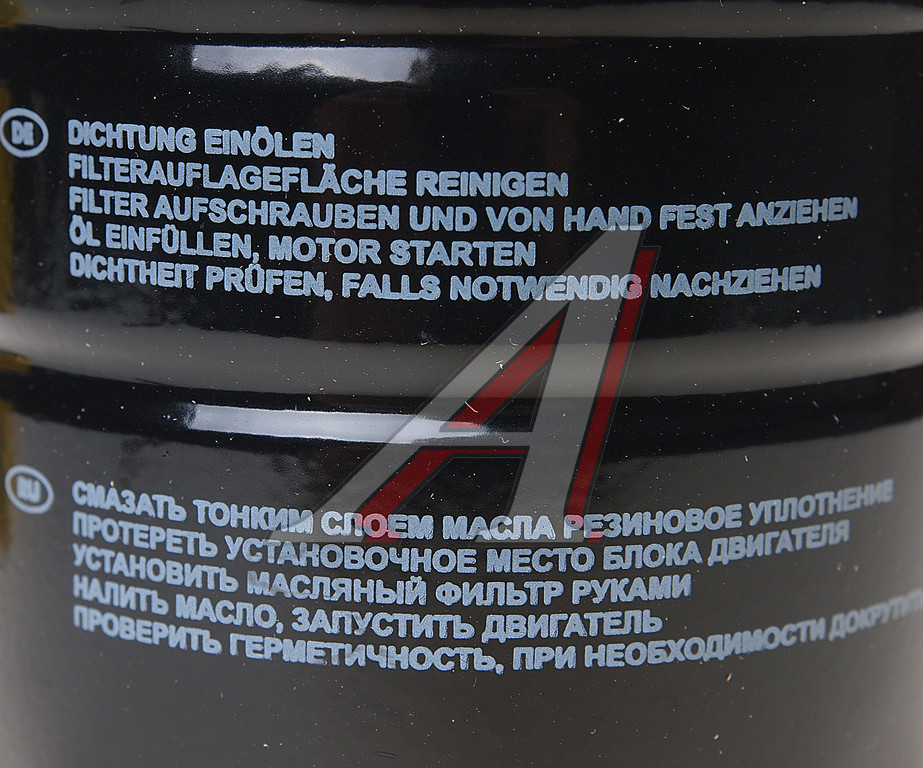 DE
DICHTUNG EINÖLEN
FILTERAUFLAGEFLÄCHE REINIGEN
FILTER AUFSCHRAUBEN UND VON HAND FEST ANZIEHEN
ÖL EINFÜLLEN, MOTOR STARTEN
DICHTHEIT PRÜFEN, FALLS NOTWENDIG NACHZIEHEN
RU
СМАЗАТЬ ТОНКИМ СЛОЕМ МАСЛА РЕЗИНОВОЕ УПЛОТНЕНИЕ
ПРОТЕРЕТЬ УСТАНОВОЧНОЕ МЕСТО БЛОКА ДВИГАТЕЛЯ
УСТАНОВИТЬ МАСЛЯНЫЙ ФИЛЬТР РУКАМИ
НАЛИТЬ МАСЛО, ЗАПУСТИТЬ ДВИГАТЕЛЬ
ПРОВЕРИТЬ ГЕРМЕТИЧНОСТЬ, ПРИ НЕОБХОДИМОСТИ